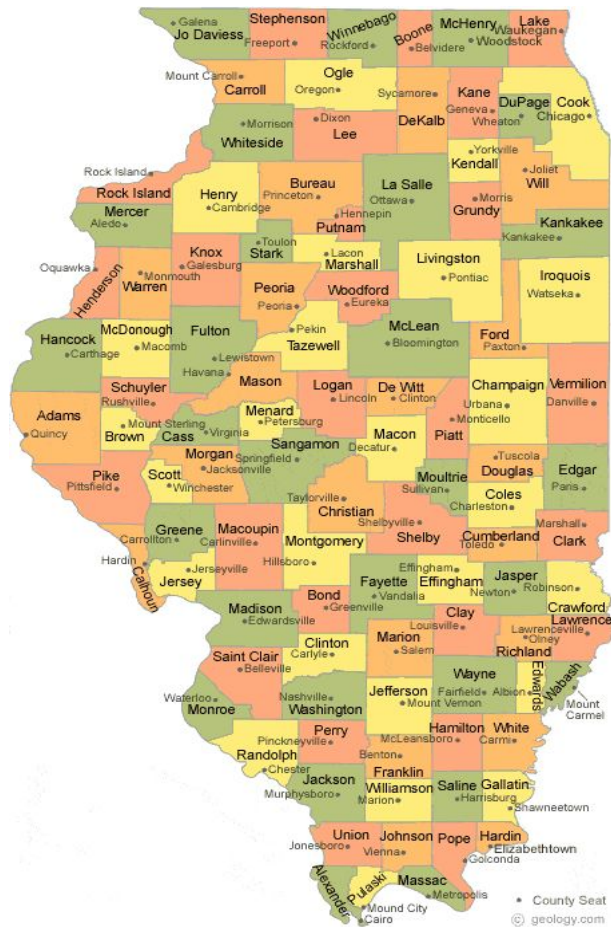 Galena
Jo Daviess
Stephenson
Freeport
Winnebago
Rockford
Boone
Belvidere
McHenry
Woodstock
Lake
Waukegan
Mount Carroll
Carroll
Ogle
Oregon
Sycamore
DeKalb
Kane
Geneva
DuPage
Wheaton
Cook
Chicago
Morrison
Whiteside
Dixon
Lee
Yorkville
Kendall
Joliet
Will
Rock Island
Rock Island
Mercer
Aledo
Henry
Cambridge
Bureau
Princeton
Hennepin
Putnam
La Salle
Ottawa
Morris
Grundy
Kankakee
Kankakee
Toulon
Stark
Lacon
Marshall
Livingston
Pontiac
Iroquois
Watseka
Oquawka
Henderson
Monmouth
Warren
Knox
Galesburg
Peoria
Peoria
Woodford
Eureka
McLean
Bloomington
Ford
Paxton
Hancock
Carthage
McDonough
Macomb
Fulton
Lewistown
Havana
Pekin
Tazewell
Mason
Schuyler
Rushville
Logan
Lincoln
De Witt
Clinton
Champaign
Urbana
Vermilion
Danville
Adams
Quincy
Mount Sterling
Brown
Cass
Virginia
Menard
Petersburg
Sangamon
Springfield
Macon
Decatur
Monticello
Piatt
Tuscola
Douglas
Edgar
Paris
Pike
Pittsfield
Scott
Winchester
Morgan
Jacksonville
Taylorville
Christian
Moultrie
Sullivan
Coles
Charleston
Shelbyville
Shelby
Cumberland
Toledo
Marshall
Clark
Greene
Carrollton
Macoupin
Carlinville
Montgomery
Hillsboro
Hardin
Calhoun
Jerseyville
Jersey
Effingham
Effingham
Jasper
Newton
Robinson
Crawford
Fayette
Vandalia
Madison
Edwardsville
Bond
Greenville
Clay
Louisville
Lawrence
Lawrenceville
Olney
Richland
Clinton
Carlyle
Marion
Salem
Saint Clair
Belleville
Waterloo
Monroe
Nashville
Washington
Jefferson
Mount Vernon
Wayne
Fairfield
Albion
Edwards
Wabash
Mount
Carmel
Perry
Pinckneyville
Randolph
Chester
McLeansboro
Hamilton
White
Carmi
Benton
Franklin
Jackson
Murphysboro
Williamson
Marion
Saline
Harrisburg
Gallatin
Shawneetown
Union
Jonesboro
Johnson
Vienna
Pope
Golconda
Hardin
Elizabethtown
Alexander
Pulaski
Massac
Metropolis
Mound City
Cairo
County Seat
© geology.com